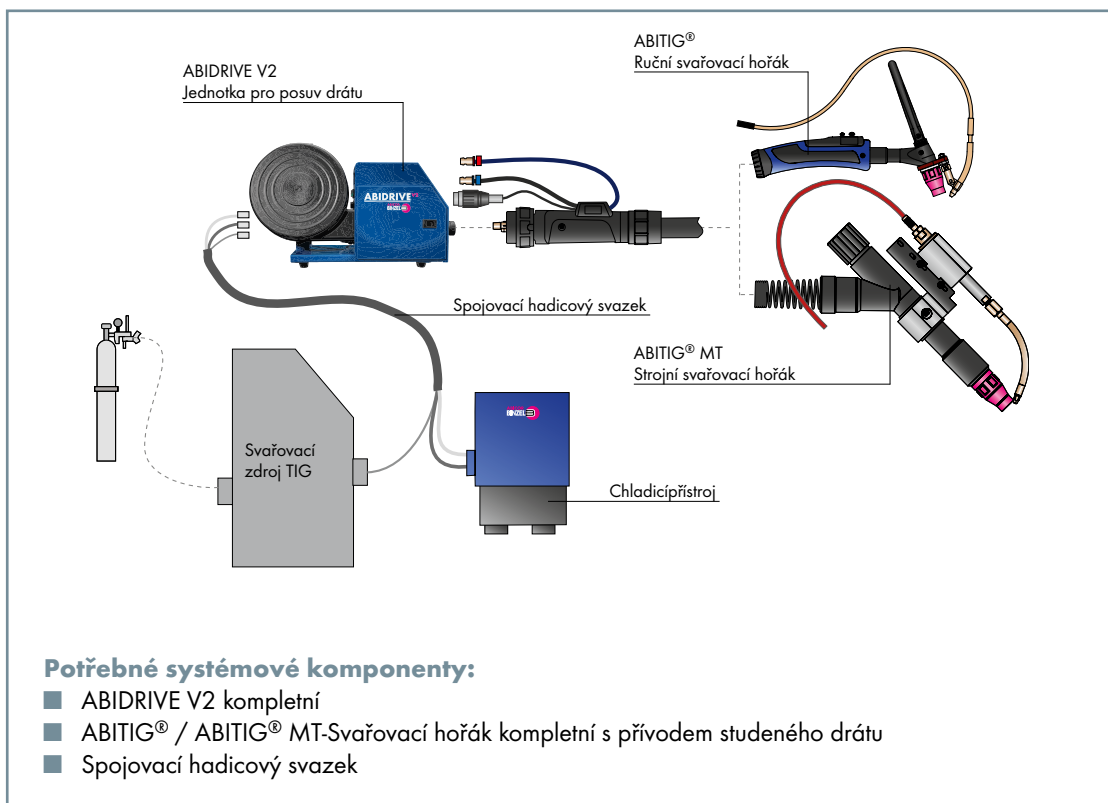 ABITIG®
Ruční svařovací hořák
ABIDRIVE V2
Jednotka pro posuv drátu
ABIDRIVE V2
BINZEL
Spojovací hadicový svazek
ABITIG® MT
Strojní svařovací hořák
BINZEL
Svařovací
zdroj TIG
Chladicípřístroj
Potřebné systémové komponenty:
ABIDRIVE V2 kompletní
ABITIG® / ABITIG® MT-Svařovací hořák kompletní s přívodem studeného drátu
Spojovací hadicový svazek